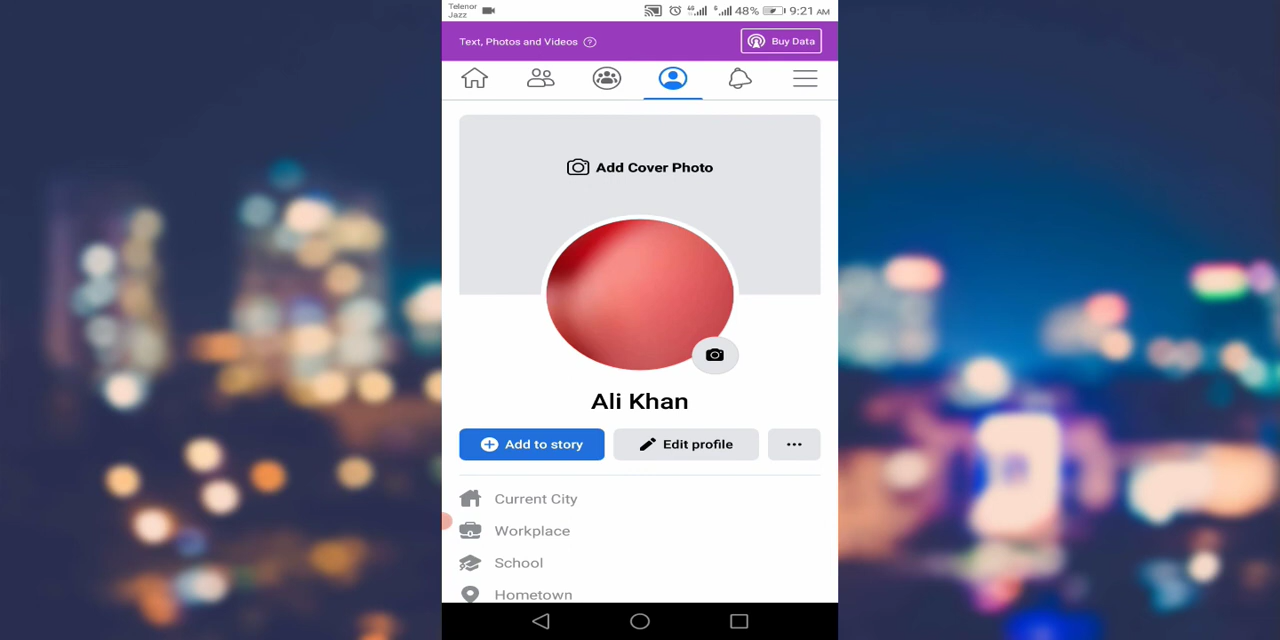 Telenor
Jazz
4G
48%
9:21 AM
Text, Photos and Videos
Buy Data
Add Cover Photo
Ali Khan
Add to story
Edit profile
Current City
Workplace
School
Hometown